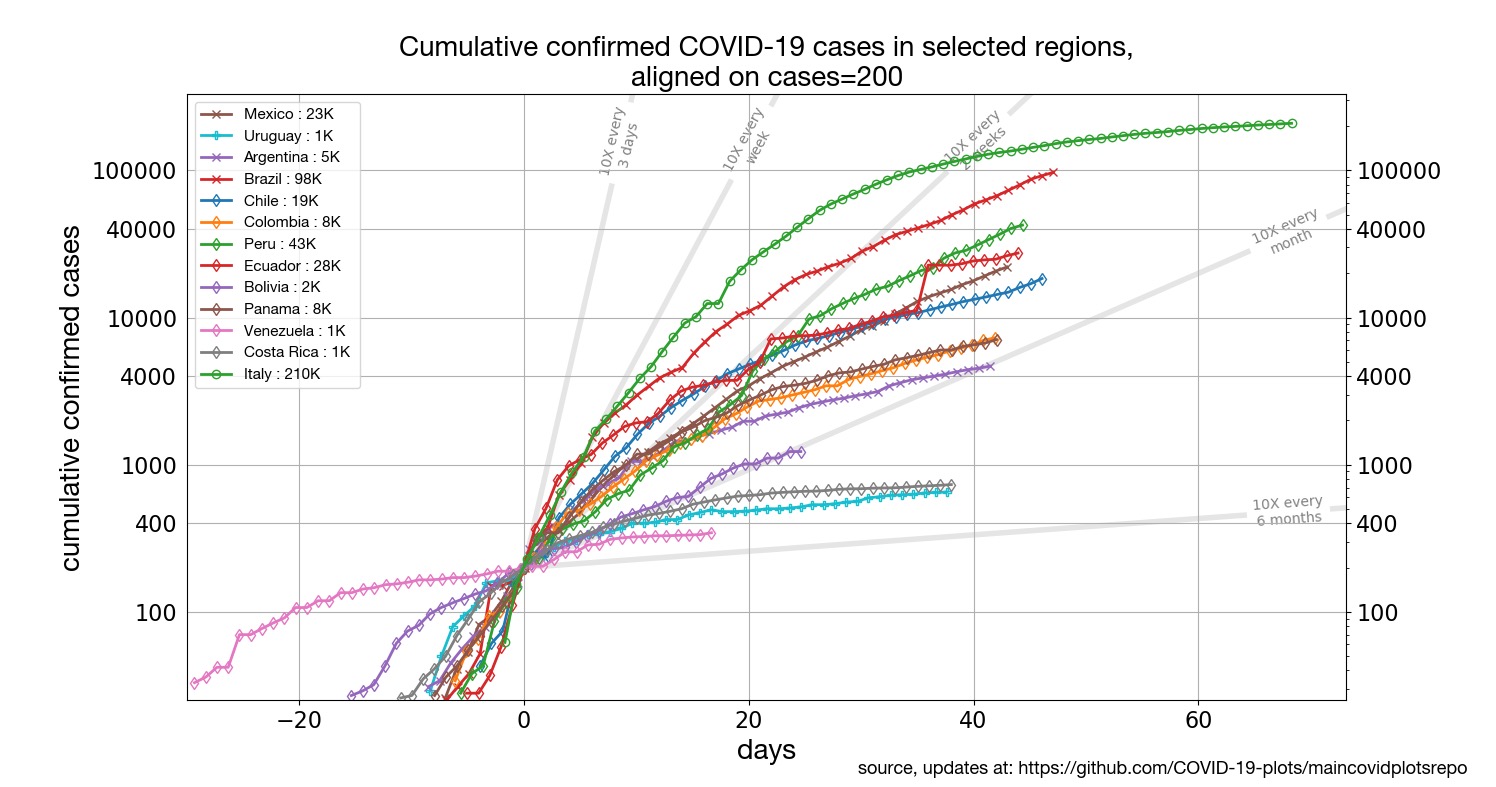 Cumulative confirmed COVID-19 cases in selected regions,
aligned on cases=200
10X every
3 days
10X every
week
10X every
weeks
10X every
month
10X every
6 months
Mexico : 23K
Uruguay : 1K
Argentina : 5K
Brazil : 98K
Chile : 19K
Colombia : 8K
Peru : 43K
Ecuador : 28K
Bolivia : 2K
Panama : 8K
Venezuela : 1K
Costa Rica : 1K
Italy : 210K
cumulative confirmed cases
100000
40000
10000
4000
1000
400
100
100000
40000
10000
4000
1000
400
100
−20
0
20
40
60
days
source, updates at: https://github.com/COVID-19-plots/maincovidplotsrepo